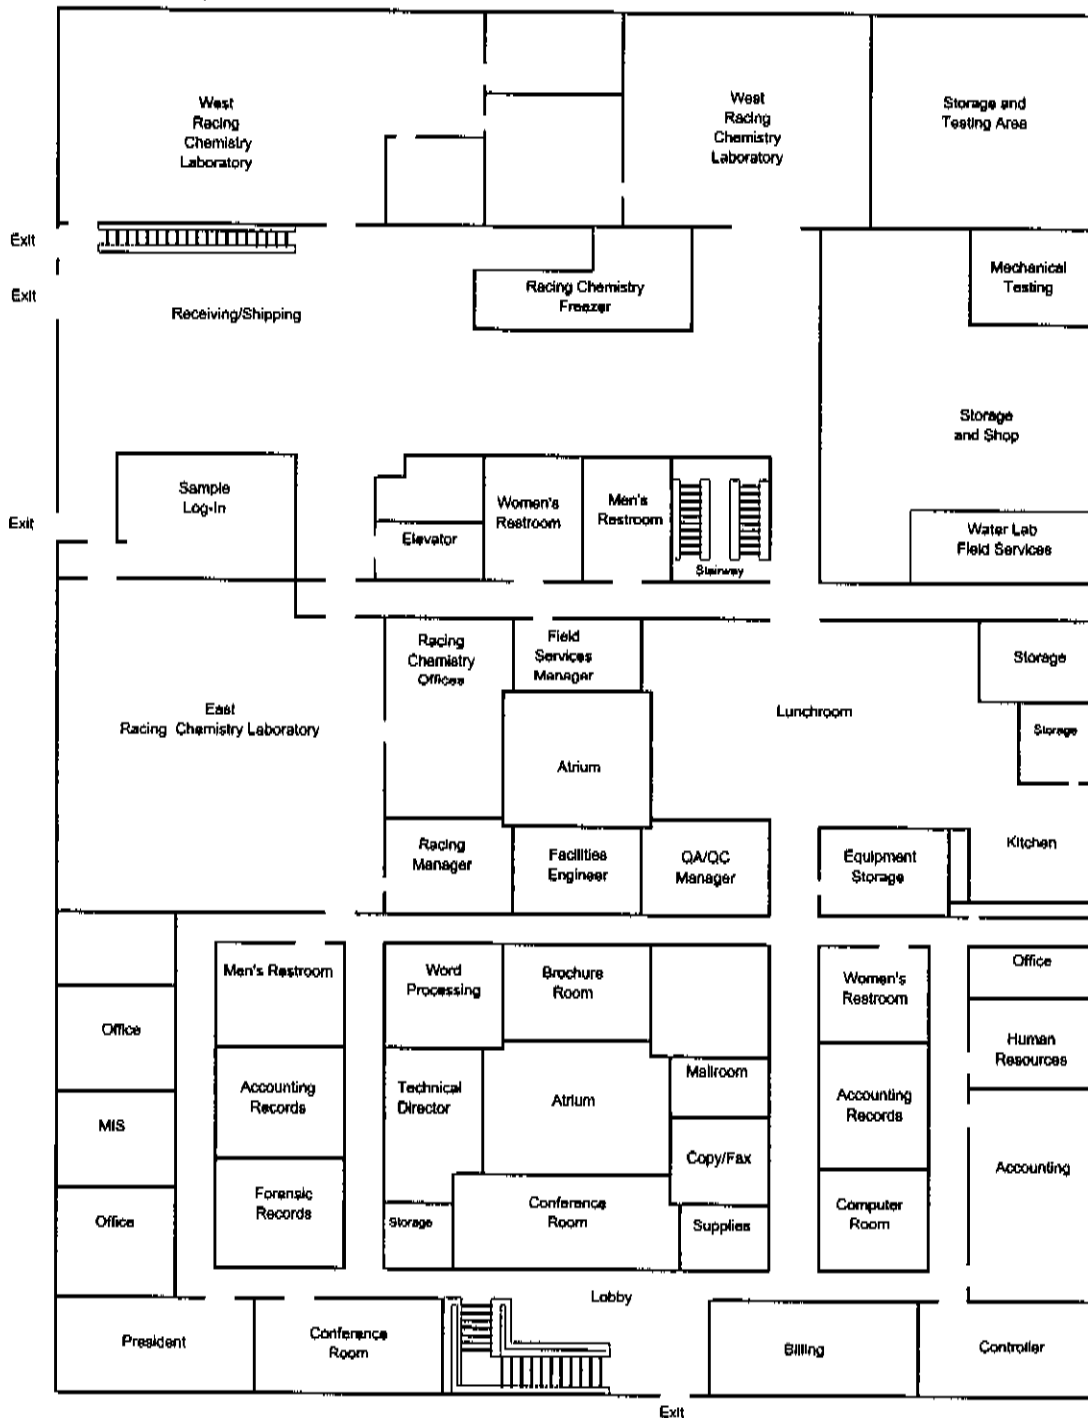 West
Racing
Chemistry
Laboratory
West
Racing
Chemistry
Laboratory
Storage and
Testing Area
Exit
Exit
Receiving/Shipping
Racing Chemistry
Freezer
Mechanical
Testing
Storage
and Shop
Sample
Log-In
Exit
Elevator
Women's
Restroom
Men's
Restroom
Stairway
Water Lab
Field Services
Racing
Chemistry
Offices
Field
Services
Manager
Storage
East
Racing Chemistry Laboratory
Lunchroom
Storage
Atrium
Racing
Manager
Facilities
Engineer
QA/QC
Manager
Equipment
Storage
Kitchen
Men's Restroom
Word
Processing
Brochure
Room
Women's
Restroom
Office
Office
Human
Resources
Accounting
Records
Technical
Director
Atrium
Mailroom
Accounting
Records
MIS
Copy/Fax
Accounting
Office
Forensic
Records
Storage
Conference
Room
Supplies
Computer
Room
Lobby
President
Conference
Room
Billing
Controller
Exit